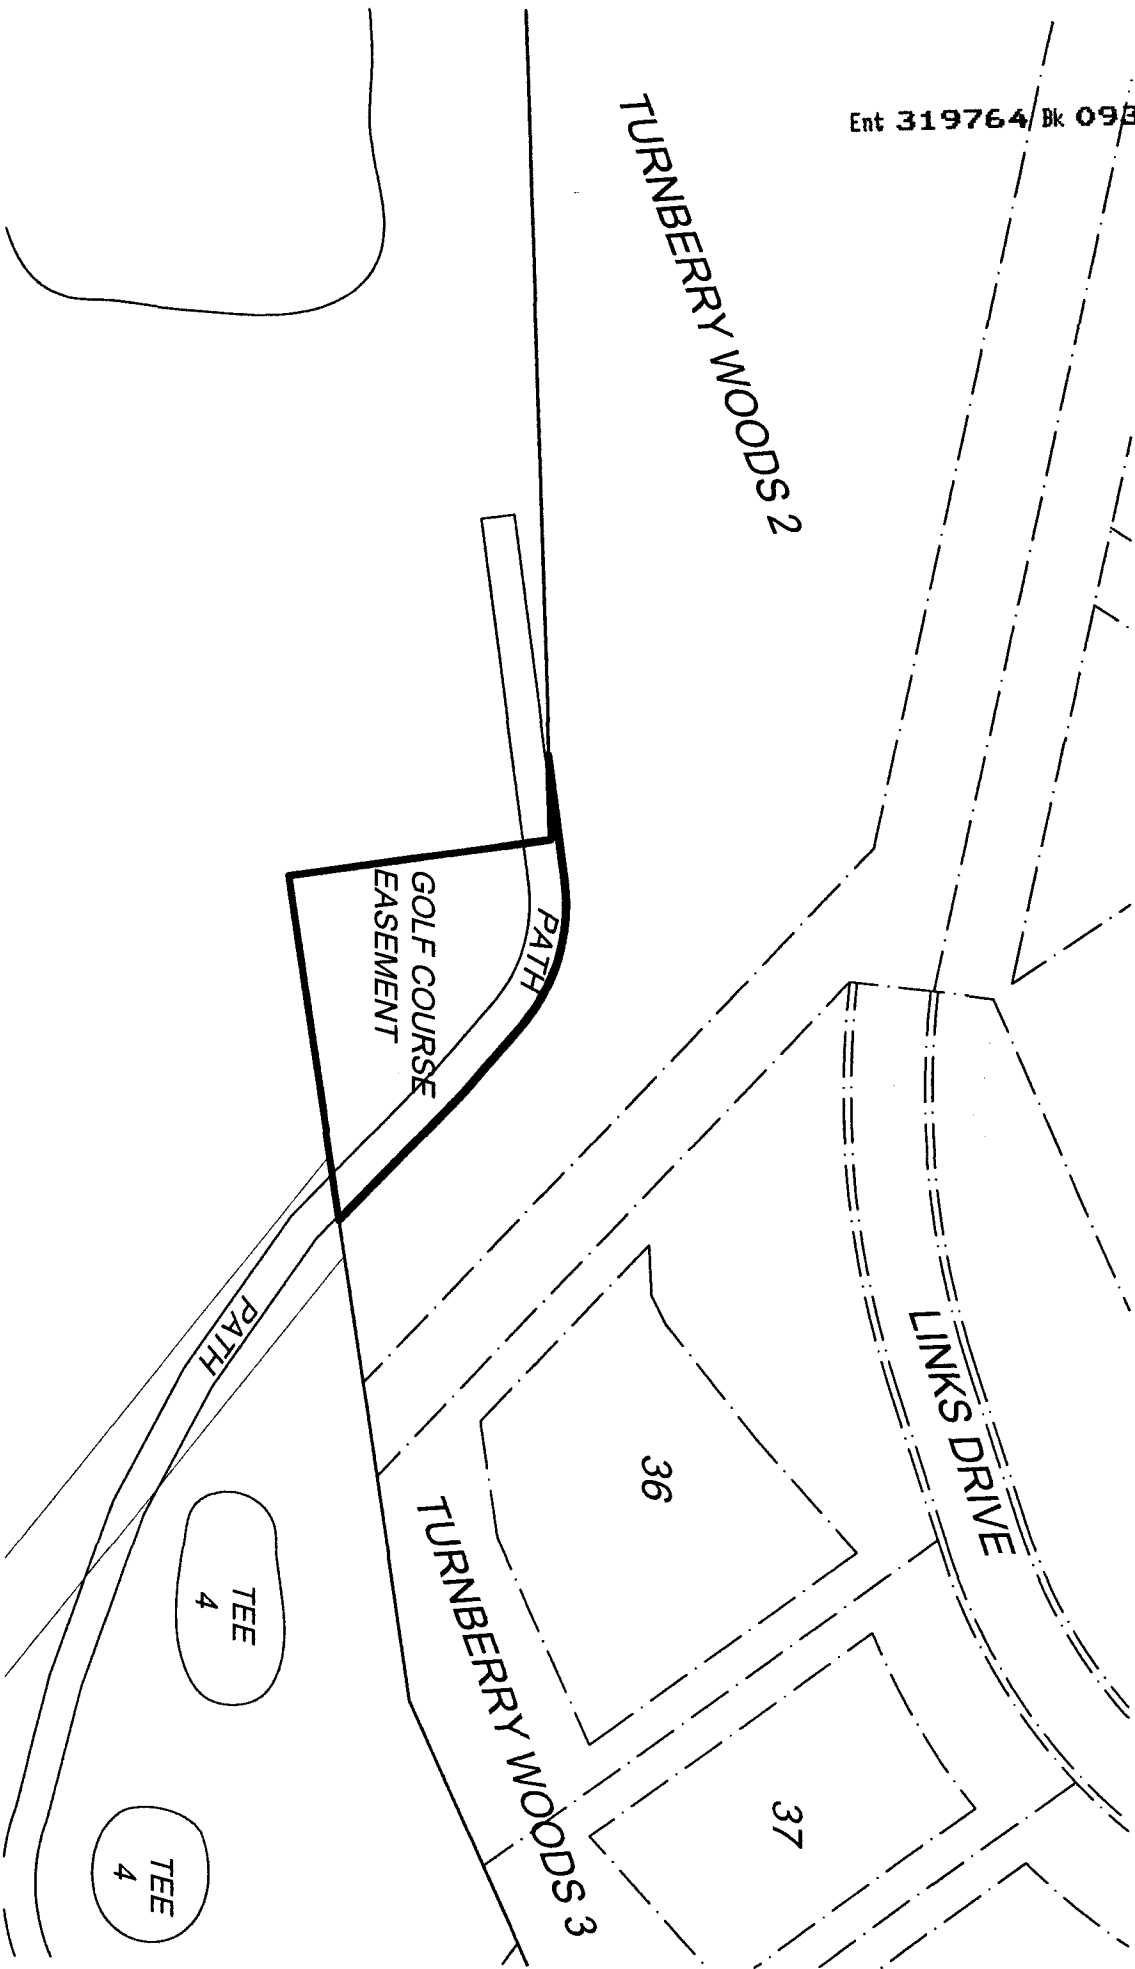 Ent 319764 Bk 093
TURNBERRY WOODS 2
GOLF COURSE
EASEMENT
PATH
PATH
LINKS DRIVE
36
TURNBERRY WOODS 3
37
TEE
4
TEE
4